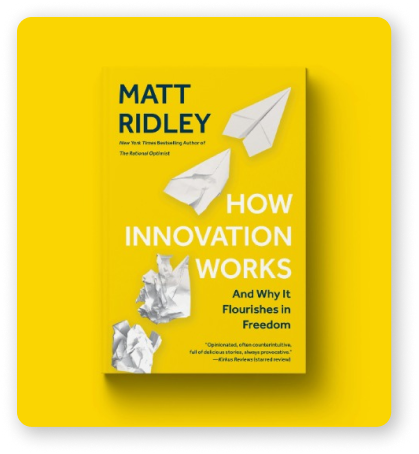 MATT
RIDLEY
New York Times Bestselling Author of
The Rational Optimist
HOW
INNOVATION
WORKS
And Why It
Flourishes in
Freedom
"Opinionated, often counterintuitive,
full of delicious stories, always provocative."
—Kirkus Reviews (starred review)